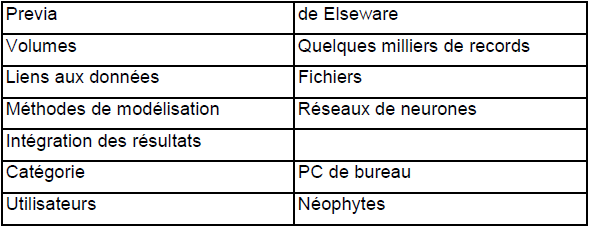 Previa de Elseware
Volumes Quelques milliers de records
Liens aux données Fichiers
Méthodes de modélisation Réseaux de neurones
Intégration des résultats
Catégorie PC de bureau
Utilisateurs Néophytes